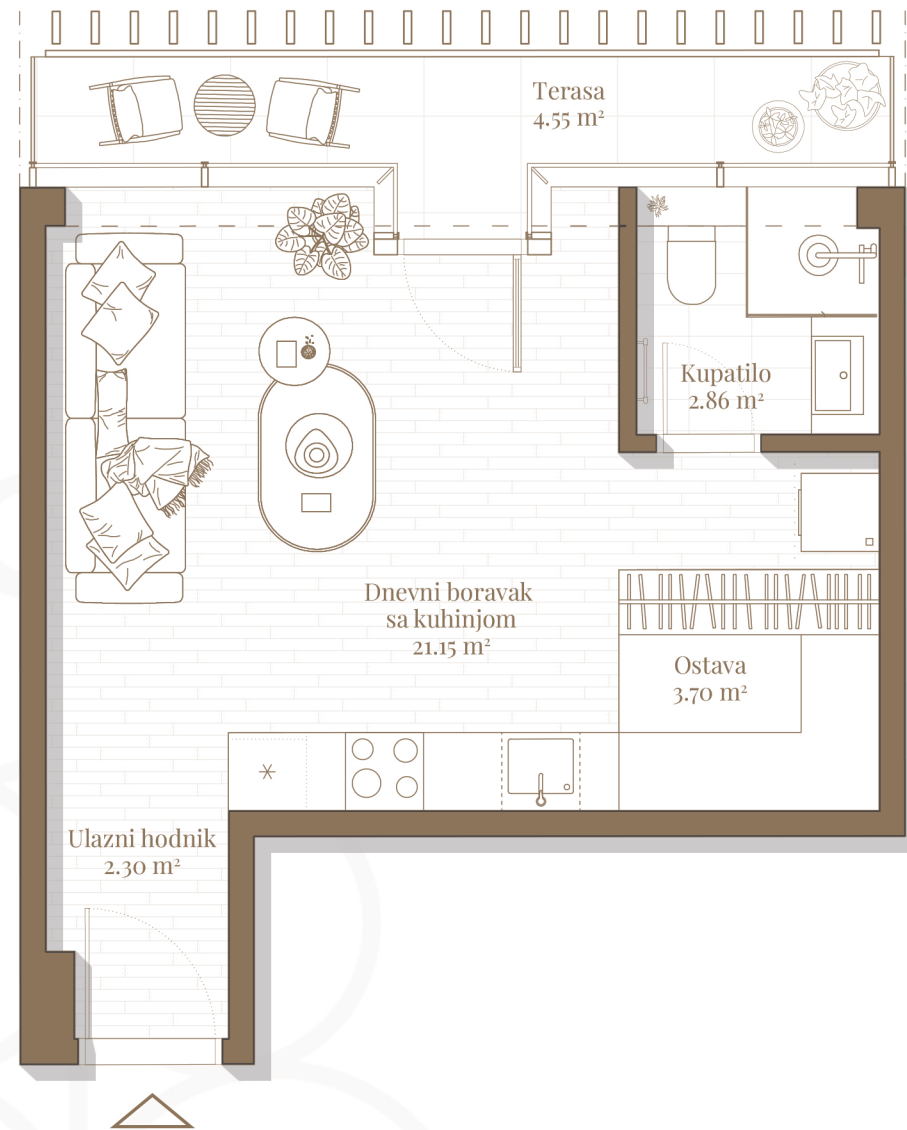 Terasa
4.55 m²
Kupatilo
2.86 m²
Dnevni boravak
sa kuhinjom
21.15 m²
Ostava
3.70 m²
Ulazni hodnik
2.30 m²